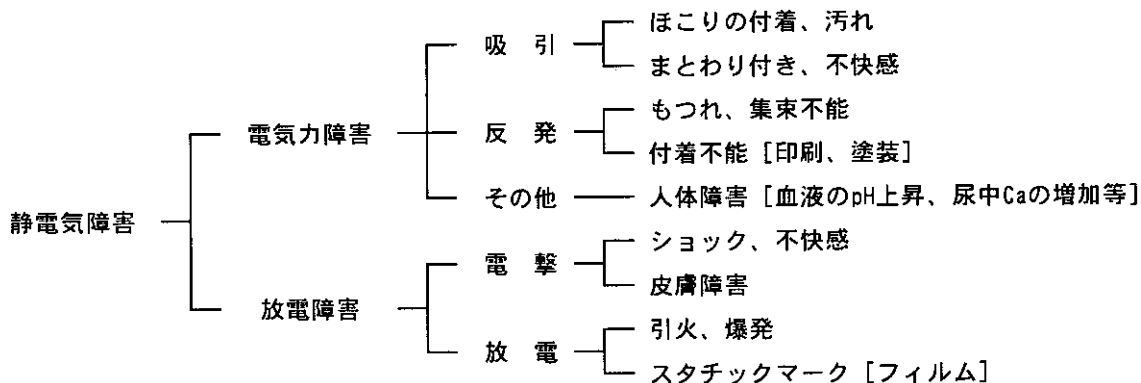 ほこりの付着、汚れ
吸 引
まとわり付き、不快感
もつれ、集束不能
電気力障害
反 発
付着不能 [印刷、塗装]
その他
人体障害 [血液のpH上昇、尿中Caの増加等]
静電気障害
ショック、不快感
電 撃
皮膚障害
放電障害
引火、爆発
放 電
スタチックマーク [フィルム]